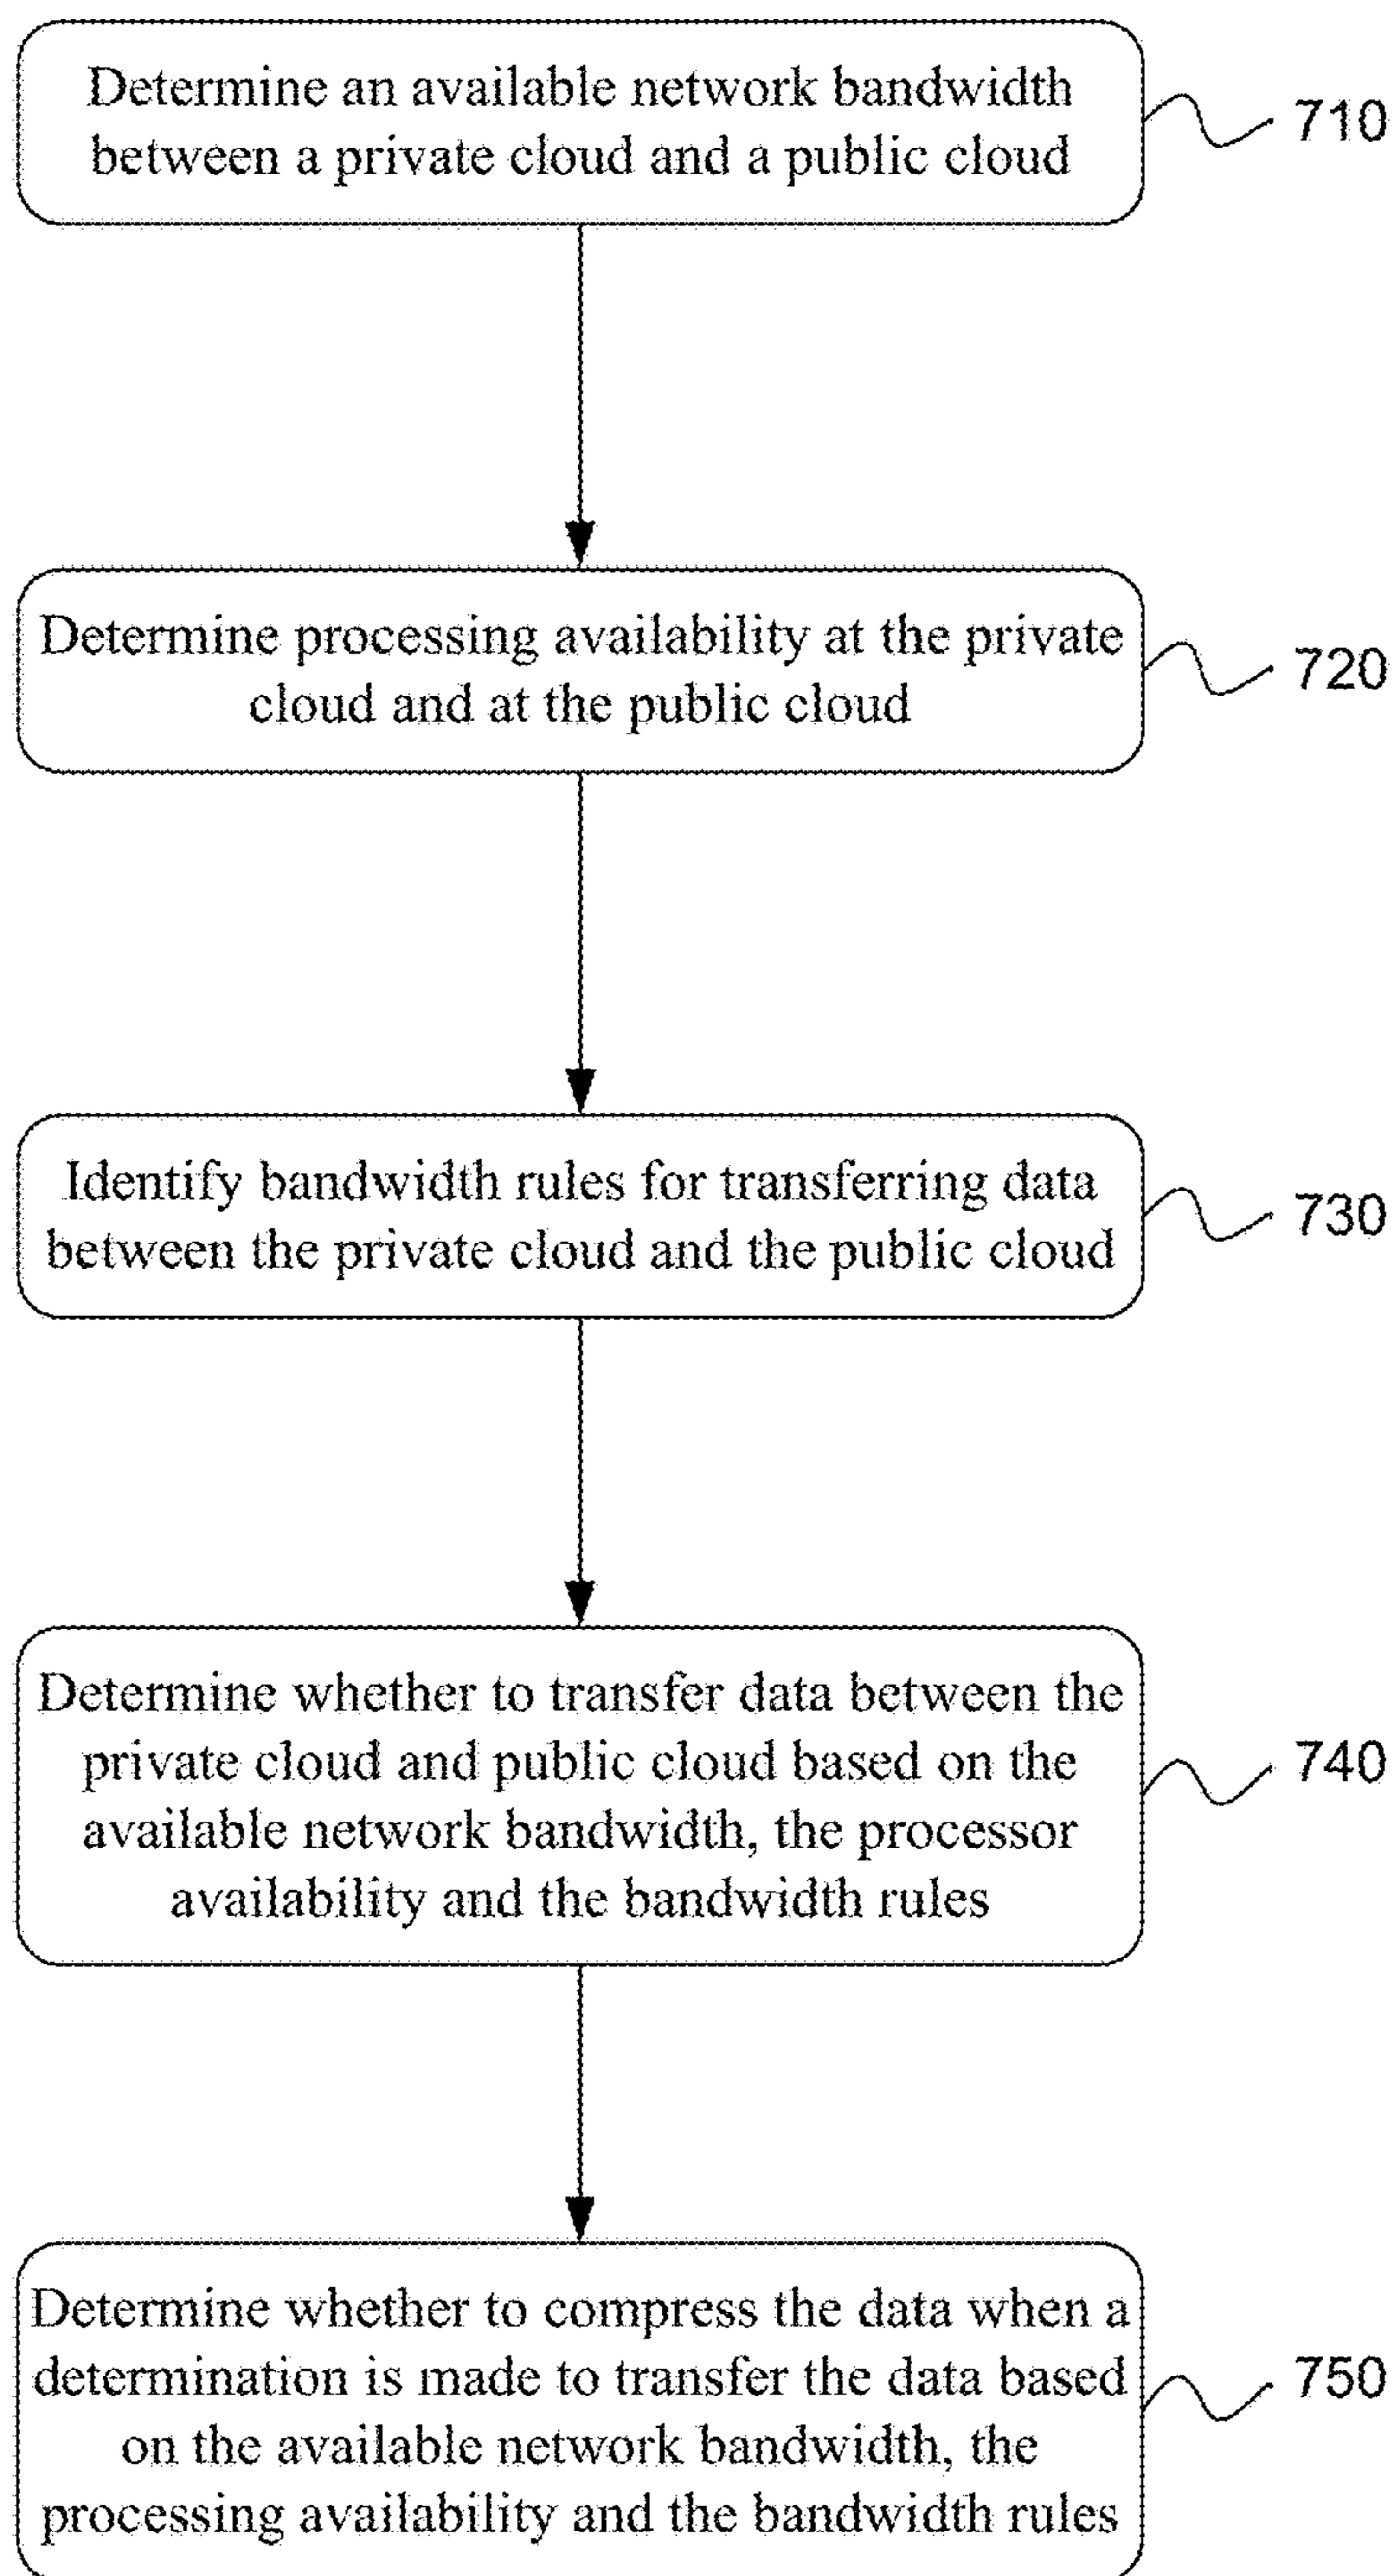 Determine an available network bandwidth
between a private cloud and a public cloud
710
Determine processing availability at the private
cloud and at the public cloud
720
Identify bandwidth rules for transferring data
between the private cloud and the public cloud
730
Determine whether to transfer data between the
private cloud and public cloud based on the
available network bandwidth, the processor
availability and the bandwidth rules
740
Determine whether to compress the data when a
determination is made to transfer the data based
on the available network bandwidth, the
processing availability and the bandwidth rules
750